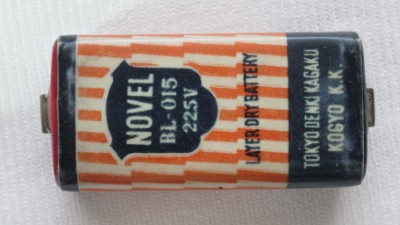 NOVEL
BL-015
22.5V
LAYER DRY BATTERY
TOKYO DENKI KAGAKU
KOGYO K.K.